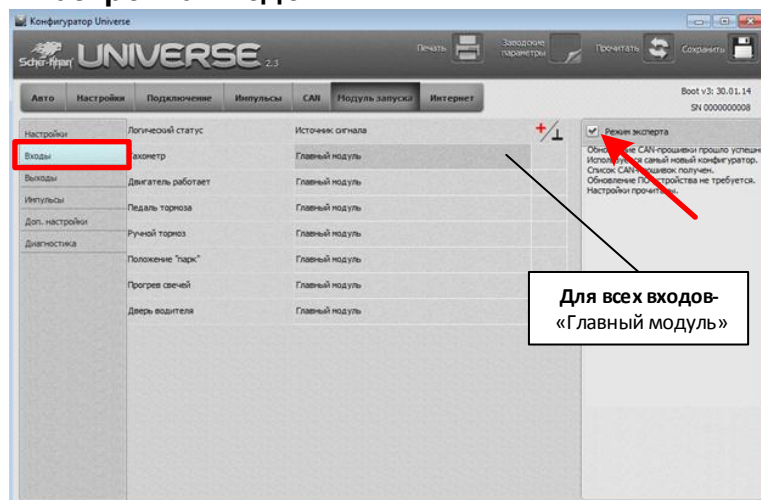 Конфигуратор Universe
Scher-Khan UNIVERSE 2.3
Печать
Заводские параметры
Прочитать
Сохранить
Авто Настройки Подключение Импульсы CAN Модуль запуска Интернет
Boot v3: 30.01.14
SN 0000000008
Настройки
Входы
Выходы
Импульсы
Доп. настройки
Диагностика
Логический статус Источник сигнала
Тахометр Главный модуль
Двигатель работает Главный модуль
Педаль тормоза Главный модуль
Ручной тормоз Главный модуль
Положение "парк" Главный модуль
Прогрев свечей Главный модуль
Дверь водителя Главный модуль
Режим эксперта
Обновление CAN-прошивки прошло успешн
Используется самый новый конфигуратор.
Список CAN-прошивок получен.
Обновление ПО устройства не требуется.
Настройки прочитаны.
Для всех входов-
«Главный модуль»